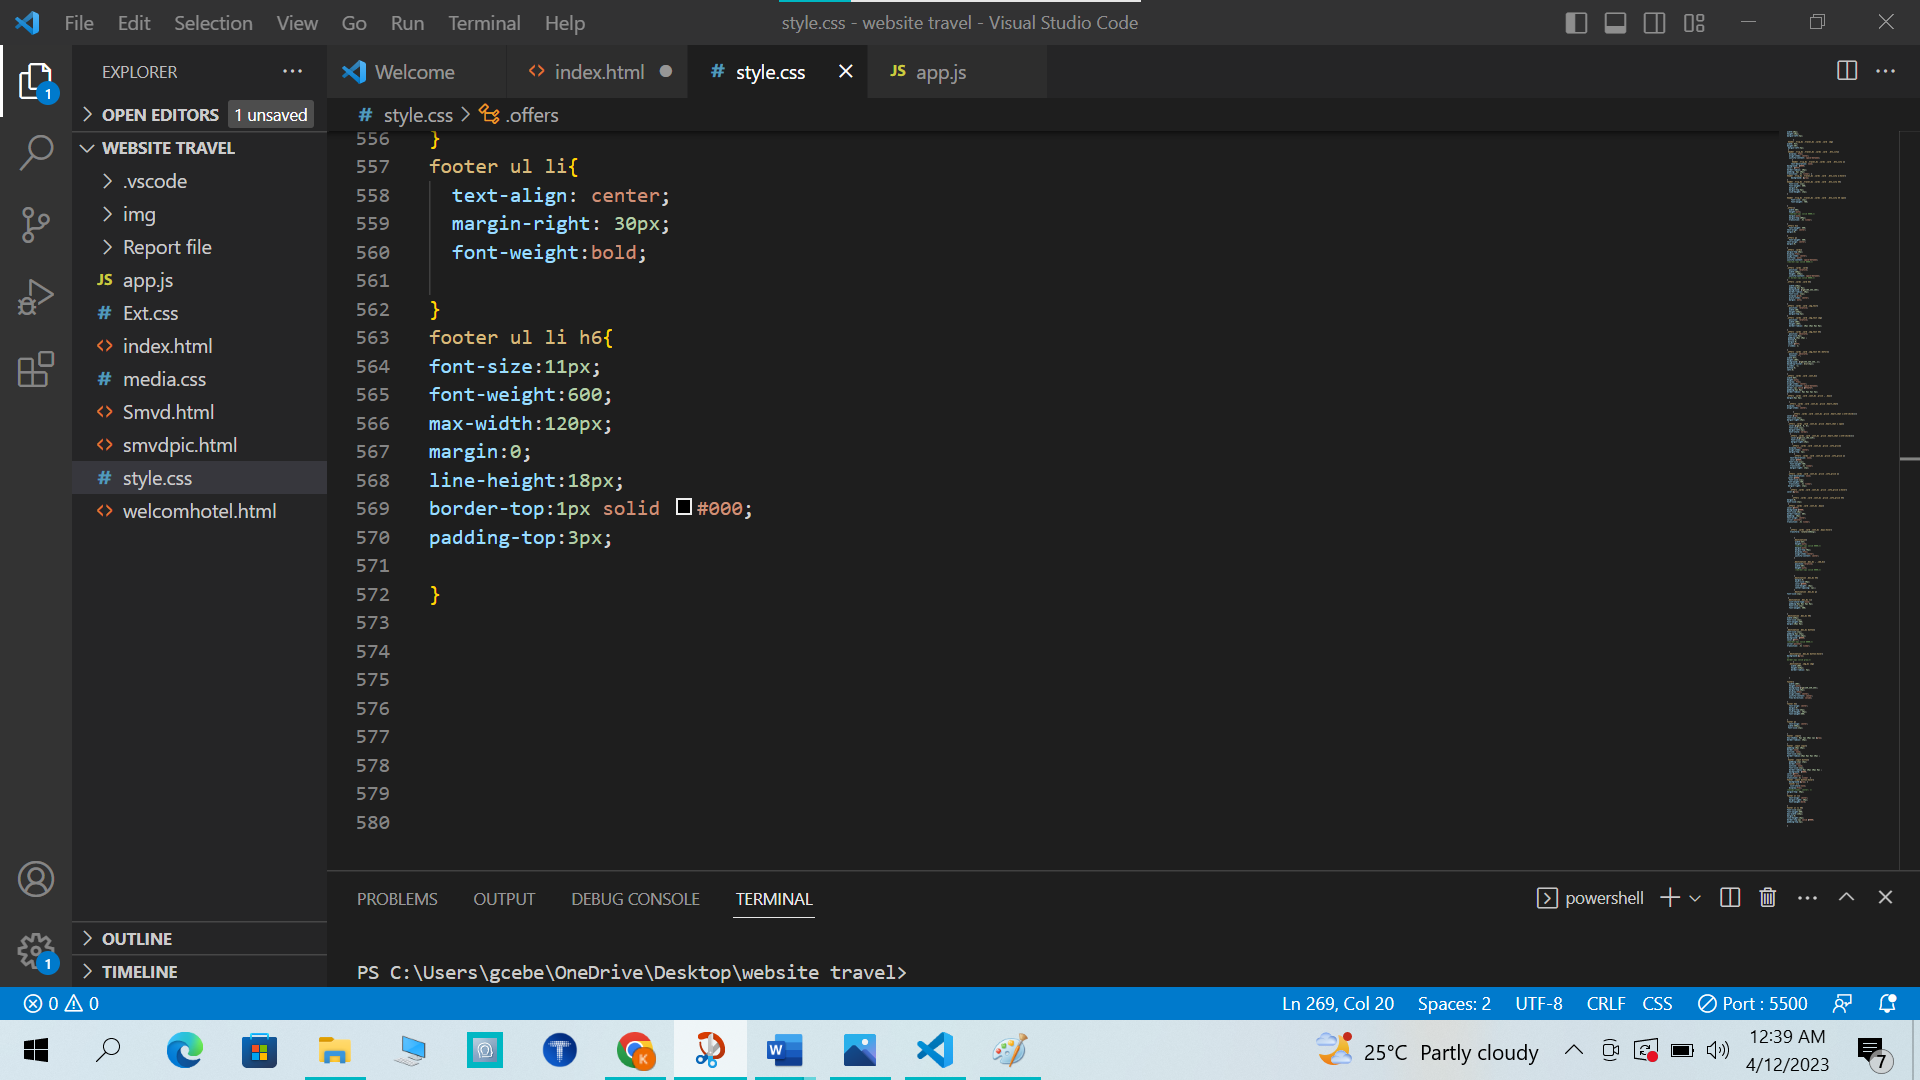 File Edit Selection View Go Run Terminal Help
style.css - website travel - Visual Studio Code
EXPLORER
OPEN EDITORS 1 unsaved
WEBSITE TRAVEL
.vscode
img
Report file
JS app.js
# Ext.css
<> index.html
# media.css
<> Smvd.html
<> smvdpic.html
# style.css
<> welcomhotel.html
OUTLINE
TIMELINE
1
1
Welcome
<> index.html
# style.css
JS app.js
# style.css > .offers
556 }
557 footer ul li{
558 text-align: center;
559 margin-right: 30px;
560 font-weight:bold;
561
562 }
563 footer ul li h6{
564 font-size:11px;
565 font-weight:600;
566 max-width:120px;
567 margin:0;
568 line-height:18px;
569 border-top:1px solid #000;
570 padding-top:3px;
571
572 }
573
574
575
576
577
578
579
580
PROBLEMS OUTPUT DEBUG CONSOLE TERMINAL
powershell
PS C:\Users\gcebe\OneDrive\Desktop\website travel>
0 0
Ln 269, Col 20 Spaces: 2 UTF-8 CRLF CSS Port : 5500
K
W
T
25°C Partly cloudy
12:39 AM
4/12/2023
7